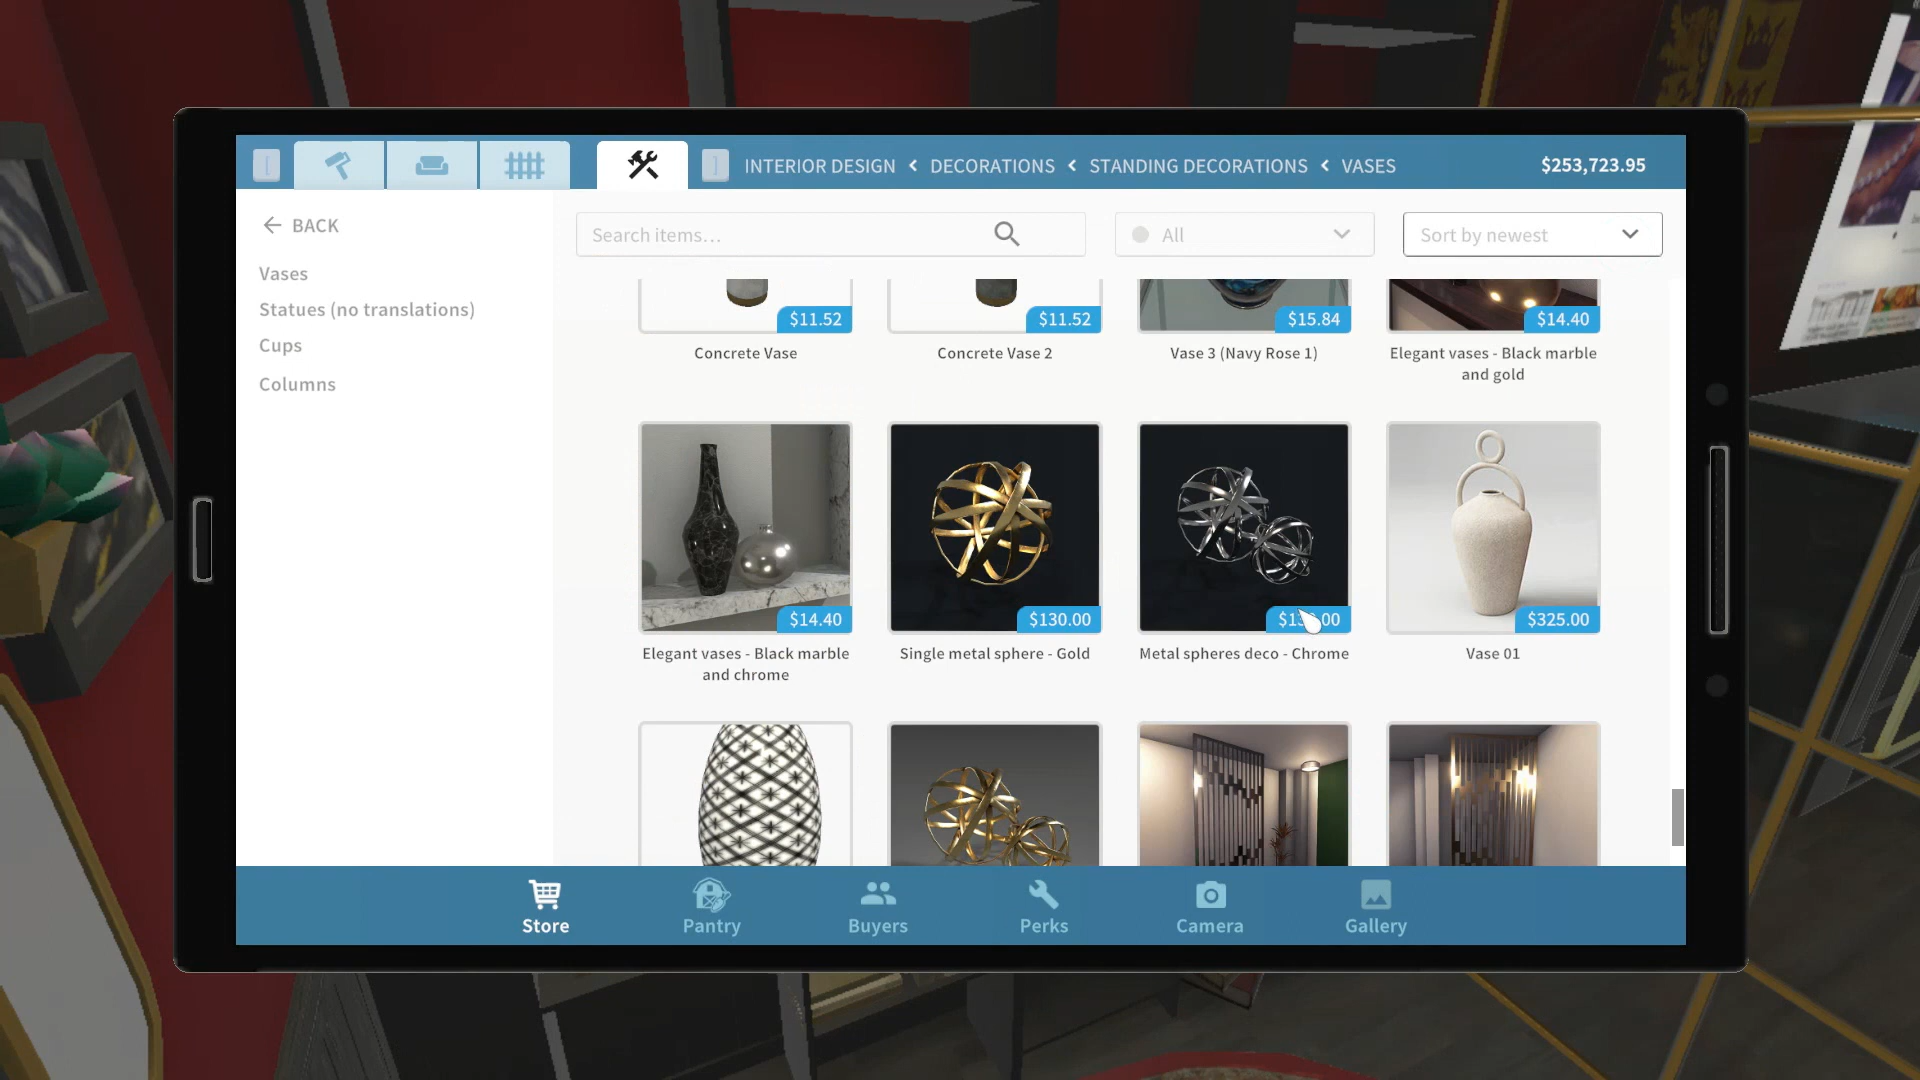 INTERIOR DESIGN < DECORATIONS < STANDING DECORATIONS < VASES
$253,723.95
BACK
Search items...
All
Sort by newest
Vases
Statues (no translations)
Cups
Columns
$11.52
$11.52
$15.84
$14.40
Concrete Vase
Concrete Vase 2
Vase 3 (Navy Rose 1)
Elegant vases - Black marble
and gold
$14.40
$130.00
$325.00
Elegant vases - Black marble
and chrome
Single metal sphere - Gold
Metal spheres deco - Chrome
Vase 01
Store
Pantry
Buyers
Perks
Camera
Gallery